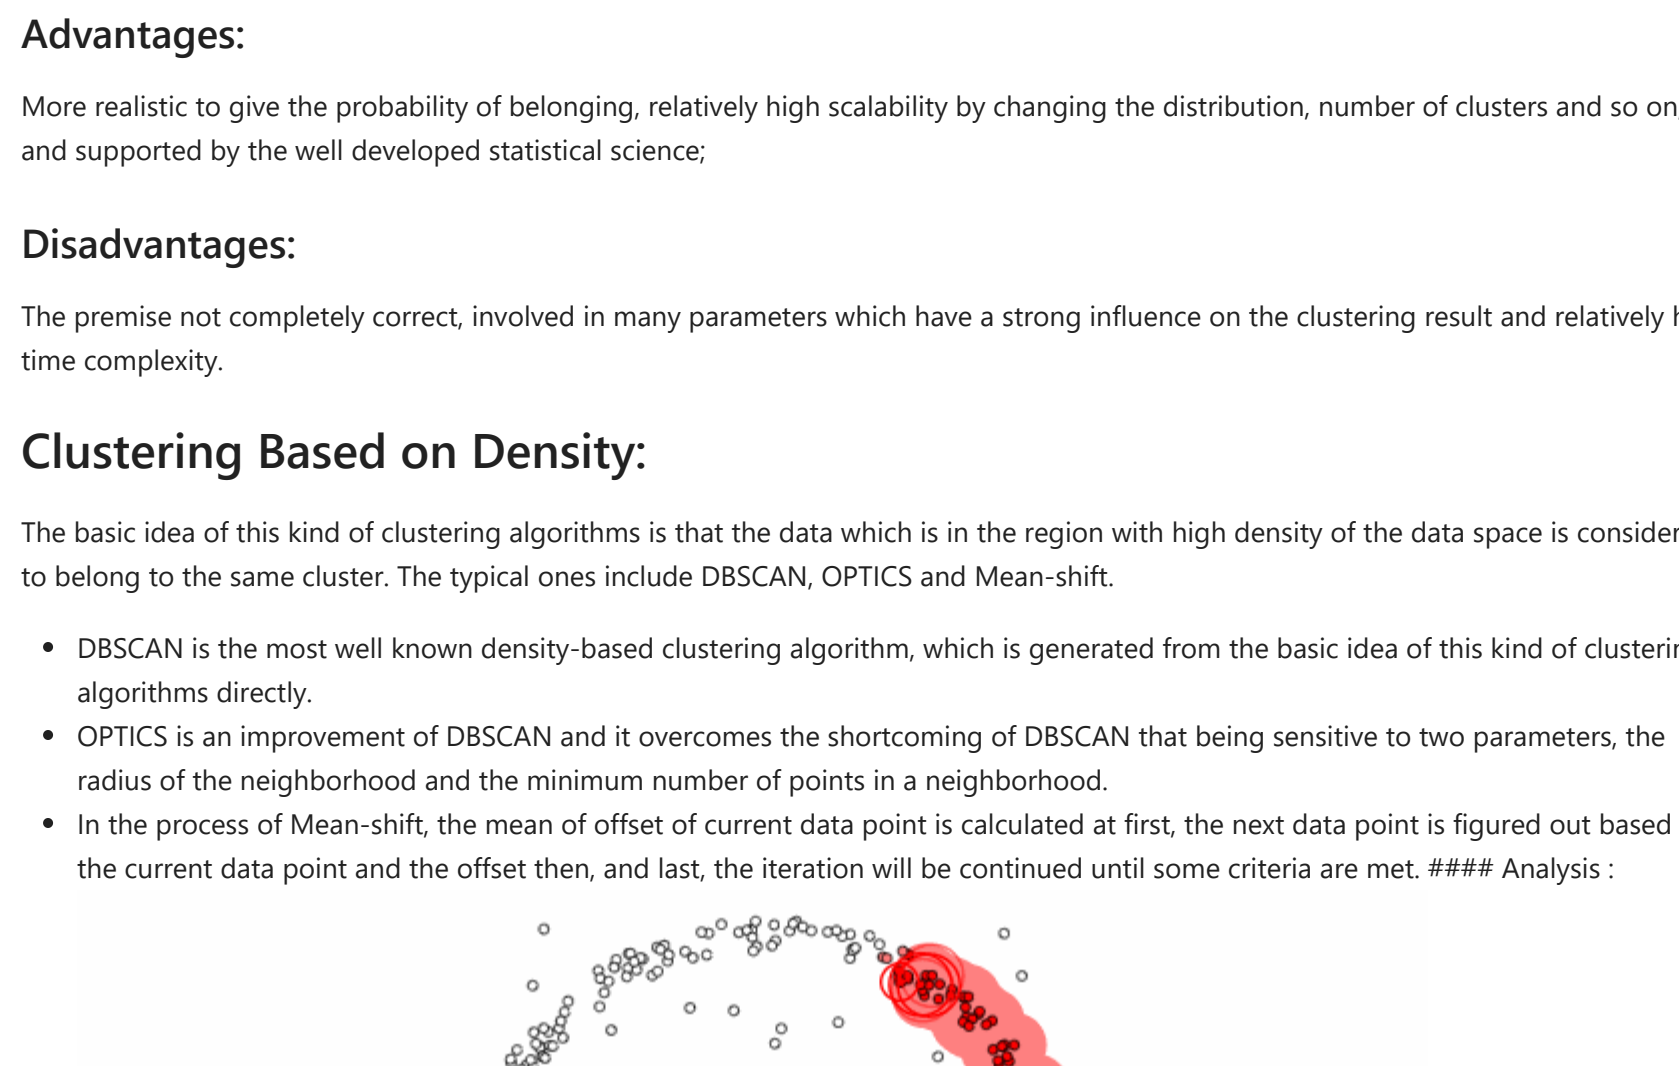 Advantages:
More realistic to give the probability of belonging, relatively high scalability by changing the distribution, number of clusters and so on,
and supported by the well developed statistical science;
Disadvantages:
The premise not completely correct, involved in many parameters which have a strong influence on the clustering result and relatively
time complexity.
Clustering Based on Density:
The basic idea of this kind of clustering algorithms is that the data which is in the region with high density of the data space is consider
to belong to the same cluster. The typical ones include DBSCAN, OPTICS and Mean-shift.
• DBSCAN is the most well known density-based clustering algorithm, which is generated from the basic idea of this kind of clusterin
algorithms directly.
• OPTICS is an improvement of DBSCAN and it overcomes the shortcoming of DBSCAN that being sensitive to two parameters, the
radius of the neighborhood and the minimum number of points in a neighborhood.
• In the process of Mean-shift, the mean of offset of current data point is calculated at first, the next data point is figured out based
the current data point and the offset then, and last, the iteration will be continued until some criteria are met. #### Analysis :